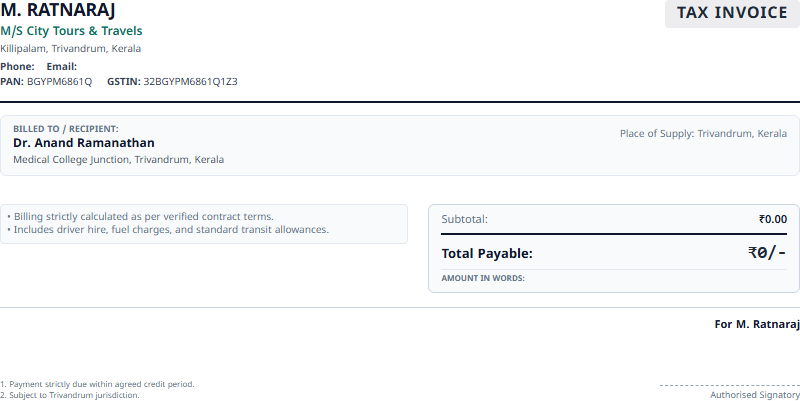 M. RATNARAJ
TAX INVOICE
M/S City Tours & Travels
Killipalam, Trivandrum, Kerala
Phone: Email:
PAN: BGYPM6861Q GSTIN: 32BGYPM6861Q1Z3
BILLED TO / RECIPIENT:
Dr. Anand Ramanathan
Medical College Junction, Trivandrum, Kerala
Place of Supply: Trivandrum, Kerala
• Billing strictly calculated as per verified contract terms.
• Includes driver hire, fuel charges, and standard transit allowances.
Subtotal: ₹0.00
Total Payable: ₹0/-
AMOUNT IN WORDS:
For M. Ratnaraj
1. Payment strictly due within agreed credit period.
2. Subject to Trivandrum jurisdiction.
Authorised Signatory